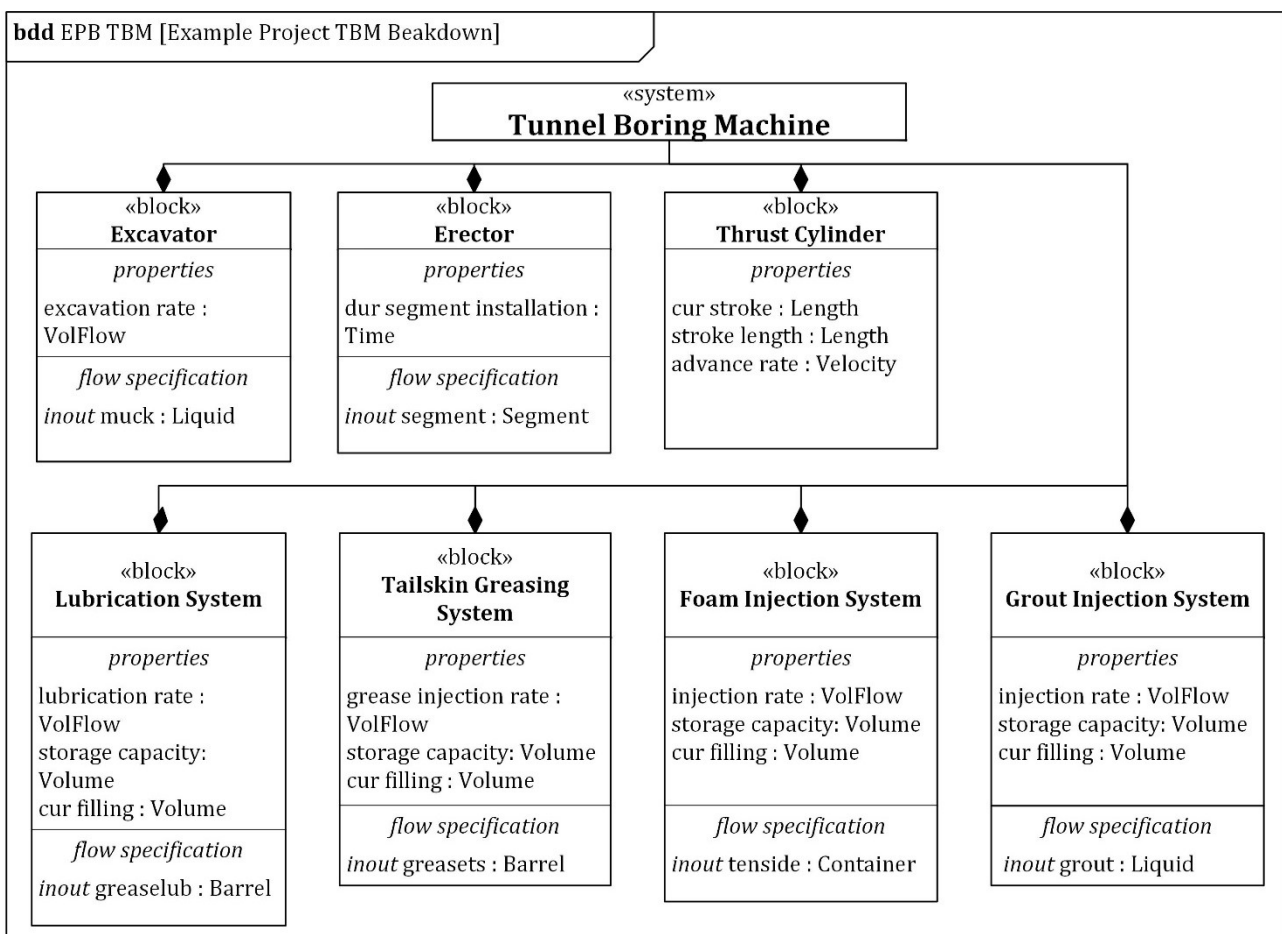 bdd EPB TBM [Example Project TBM Beakdown]
«system»
Tunnel Boring Machine
«block»
Excavator
properties
excavation rate :
VolFlow
flow specification
inout muck : Liquid
«block»
Erector
properties
dur segment installation :
Time
flow specification
inout segment : Segment
«block»
Thrust Cylinder
properties
cur stroke : Length
stroke length : Length
advance rate : Velocity
«block»
Lubrication System
properties
lubrication rate :
VolFlow
storage capacity:
Volume
cur filling : Volume
flow specification
inout greaselub : Barrel
«block»
Tailskin Greasing
System
properties
grease injection rate :
VolFlow
storage capacity: Volume
cur filling : Volume
flow specification
inout greasets : Barrel
«block»
Foam Injection System
properties
injection rate : VolFlow
storage capacity: Volume
cur filling : Volume
flow specification
inout tenside : Container
«block»
Grout Injection System
properties
injection rate : VolFlow
storage capacity: Volume
cur filling : Volume
flow specification
inout grout : Liquid